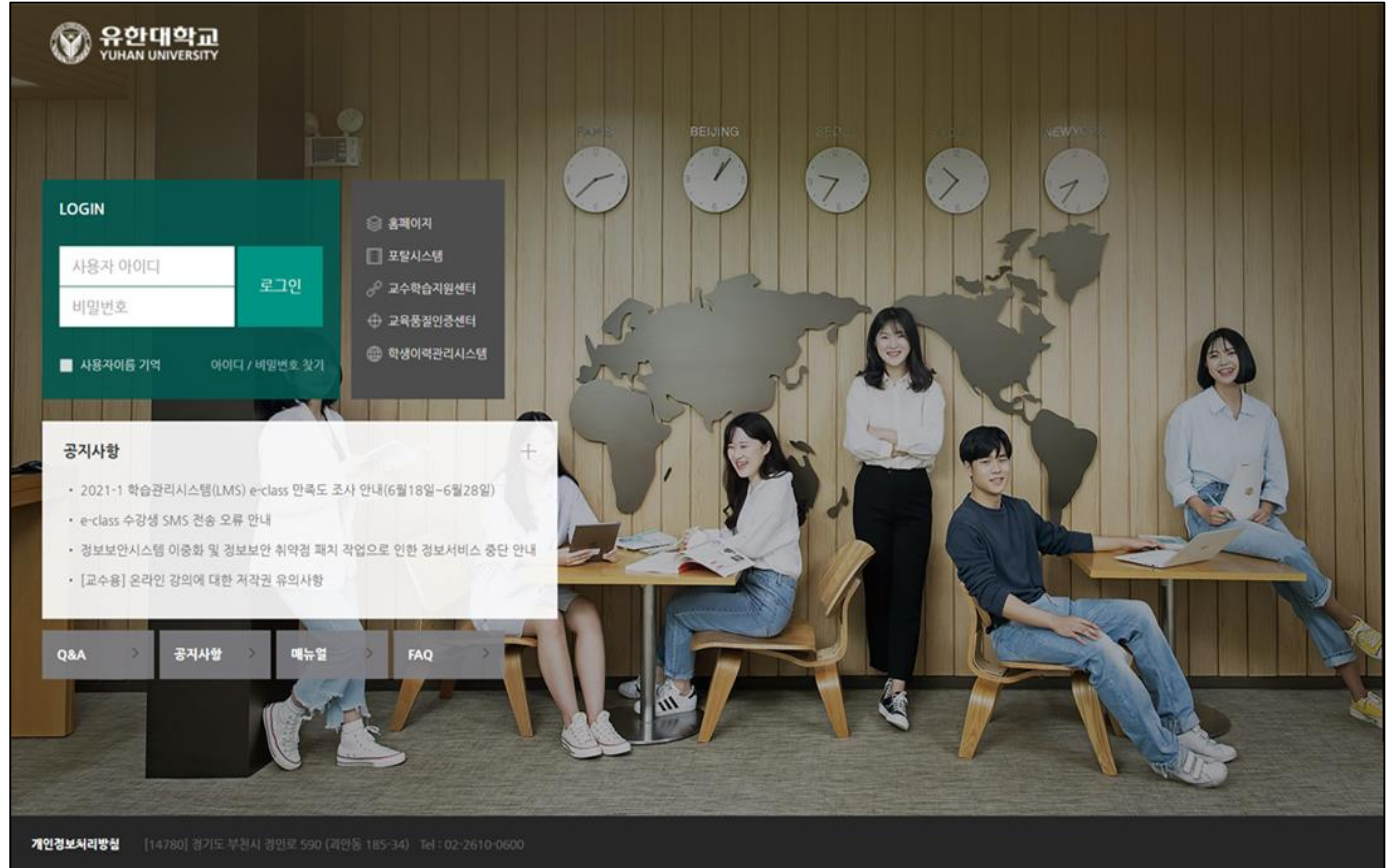 유한대학교
YUHAN UNIVERSITY
BEIJING
NEWYORK
LOGIN
사용자 아이디
비밀번호
로그인
사용자이름 기억
아이디 / 비밀번호 찾기
홈페이지
포탈시스템
교수학습지원센터
교육품질인증센터
학생이력관리시스템
공지사항
• 2021-1 학습관리시스템(LMS) e-class 만족도 조사 안내(6월18일~6월28일)
• e-class 수강생 SMS 전송 오류 안내
• 정보보안시스템 이중화 및 정보보안 취약점 패치 작업으로 인한 정보서비스 중단 안내
• [교수용] 온라인 강의에 대한 저작권 유의사항
Q&A
공지사항
매뉴얼
FAQ
개인정보처리방침
[14780] 경기도 부천시 경인로 590 (괴안동 185-34) Tel : 02-2610-0600